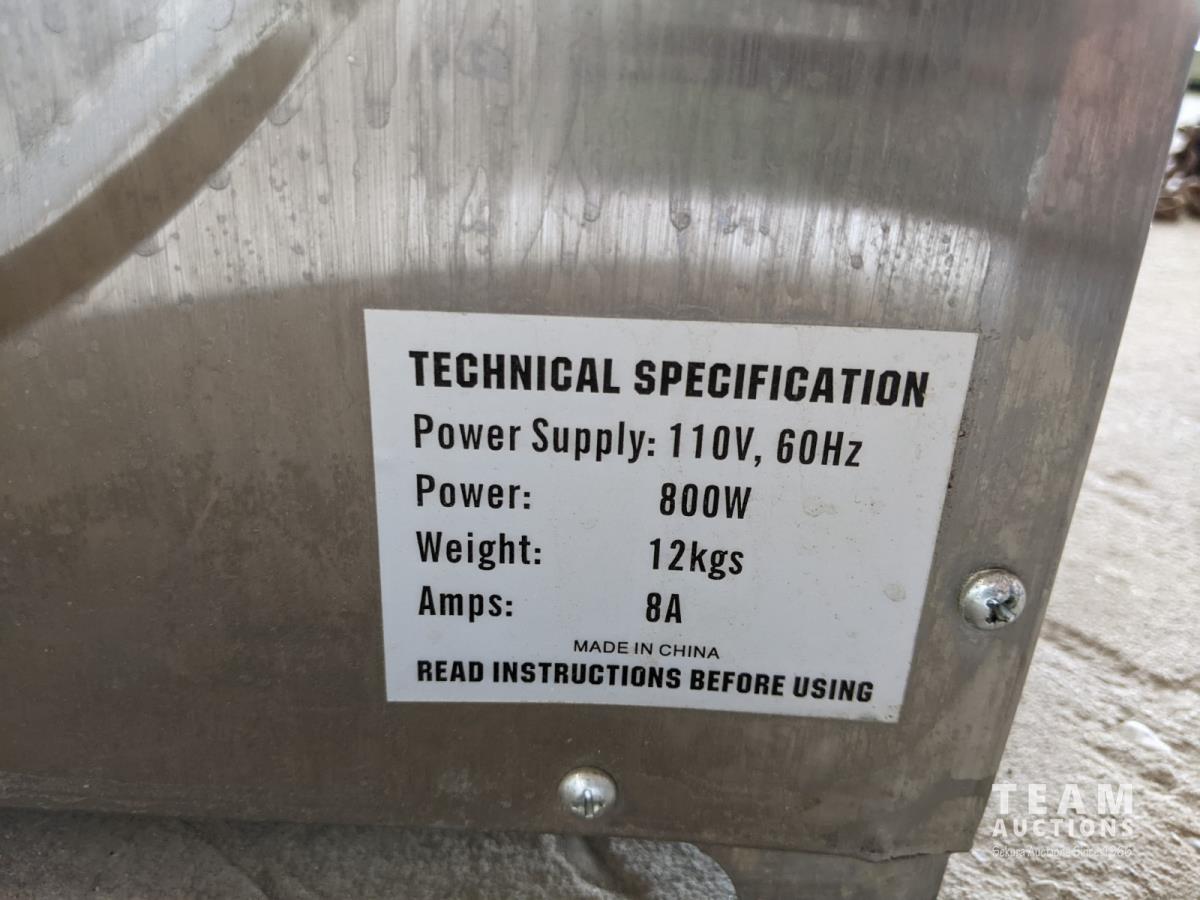 TECHNICAL SPECIFICATION
Power Supply: 110V, 60Hz
Power: 800W
Weight: 12kgs
Amps: 8A
MADE IN CHINA
READ INSTRUCTIONS BEFORE USING
TEAM
AUCTIONS